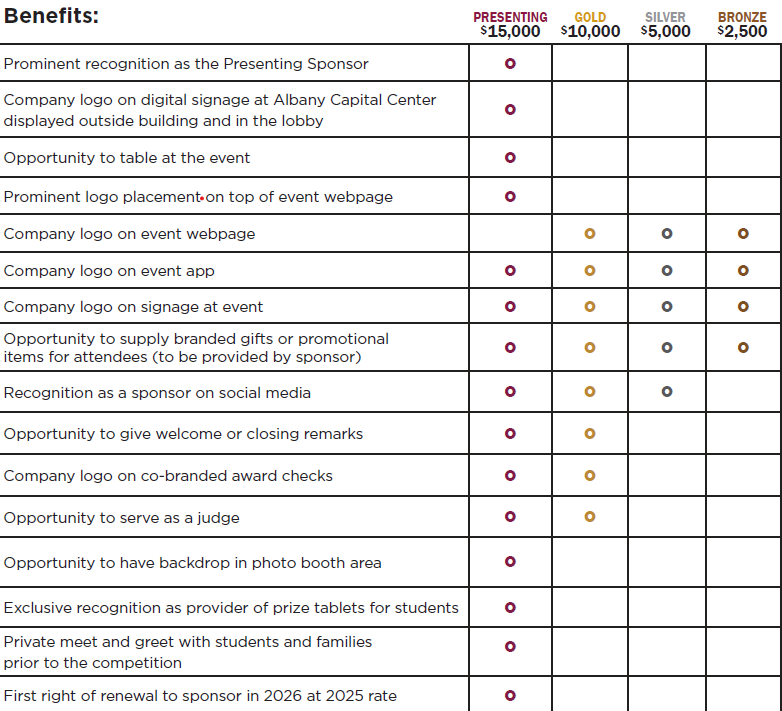 Benefits:
PRESENTING GOLD SILVER BRONZE
$15,000 $10,000 $5,000 $2,500
Prominent recognition as the Presenting Sponsor
Company logo on digital signage at Albany Capital Center
displayed outside building and in the lobby
Opportunity to table at the event
Prominent logo placement on top of event webpage
Company logo on event webpage
Company logo on event app
Company logo on signage at event
Opportunity to supply branded gifts or promotional
items for attendees (to be provided by sponsor)
Recognition as a sponsor on social media
Opportunity to give welcome or closing remarks
Company logo on co-branded award checks
Opportunity to serve as a judge
Opportunity to have backdrop in photo booth area
Exclusive recognition as provider of prize tablets for students
Private meet and greet with students and families
prior to the competition
First right of renewal to sponsor in 2026 at 2025 rate